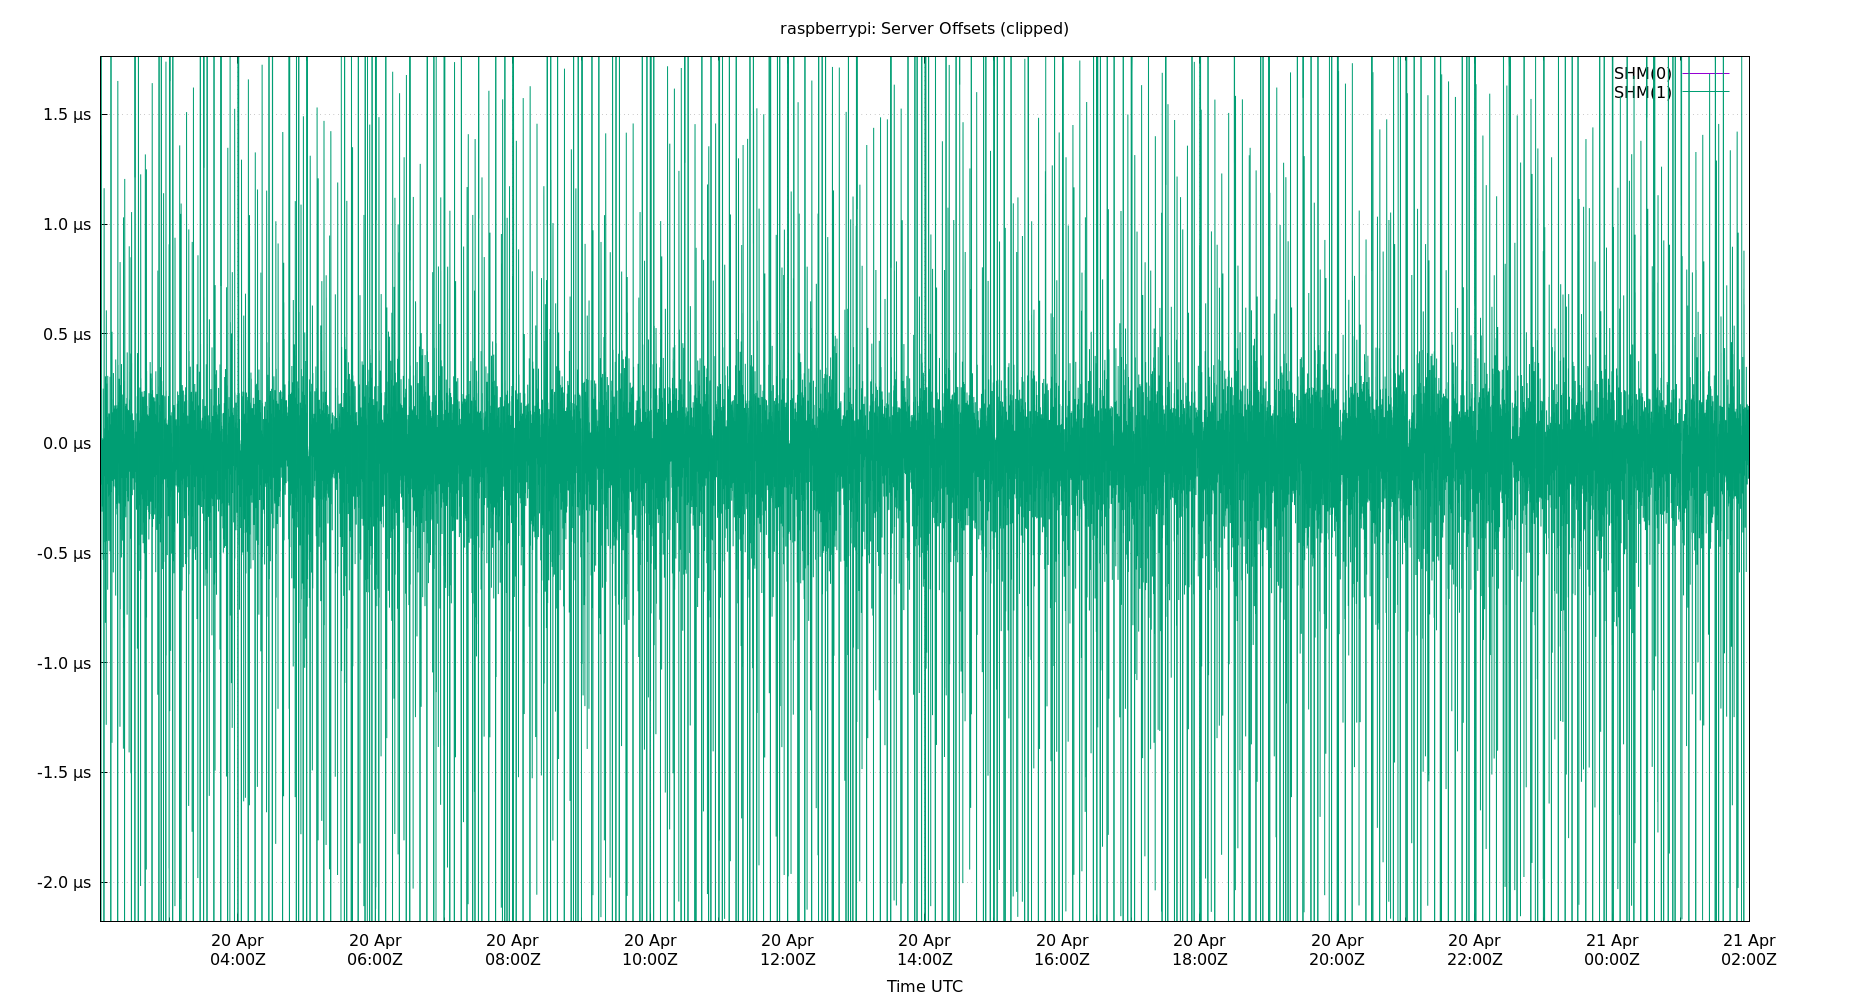 raspberrypi: Server Offsets (clipped)
SHM(0)
SHM(1)
1.5 µs
1.0 µs
0.5 µs
0.0 µs
-0.5 µs
-1.0 µs
-1.5 µs
-2.0 µs
20 Apr 20 Apr 20 Apr 20 Apr 20 Apr 20 Apr 20 Apr 20 Apr 20 Apr 20 Apr 21 Apr 21 Apr
04:00Z 06:00Z 08:00Z 10:00Z 12:00Z 14:00Z 16:00Z 18:00Z 20:00Z 22:00Z 00:00Z 02:00Z
Time UTC